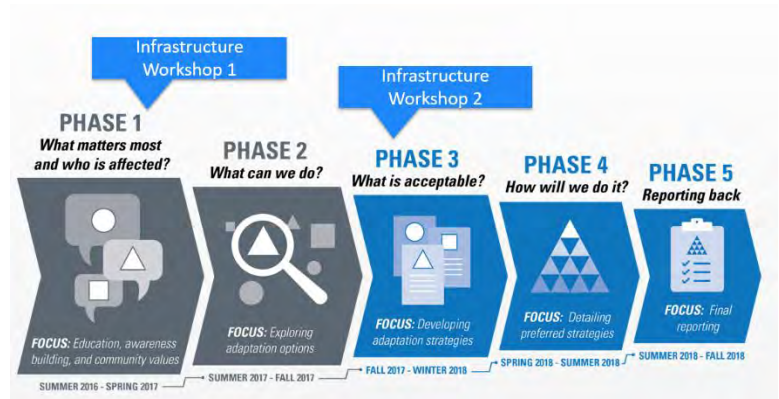 Infrastructure
Workshop 1
Infrastructure
Workshop 2
PHASE 1
What matters most
and who is affected?
FOCUS: Education, awareness
building, and community values
SUMMER 2016 - SPRING 2017
PHASE 2
What can we do?
FOCUS: Exploring
adaptation options
SUMMER 2017 - FALL 2017
PHASE 3
What is acceptable?
FOCUS: Developing
adaptation strategies
FALL 2017 - WINTER 2018
PHASE 4
How will we do it?
FOCUS: Detailing
preferred strategies
SPRING 2018 - SUMMER 2018
PHASE 5
Reporting back
FOCUS: Final
reporting
SUMMER 2018 - FALL 2018